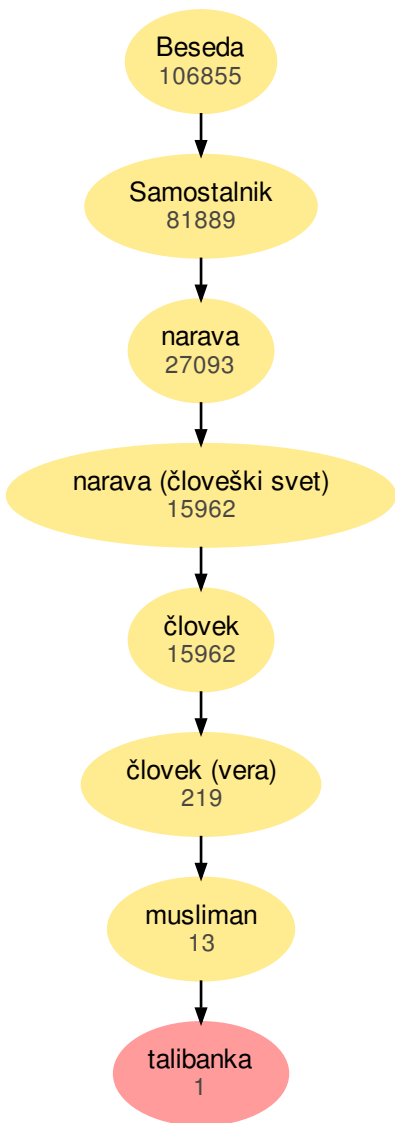 Beseda
106855
Samostalnik
81889
narava
27093
narava (človeški svet)
15962
človek
15962
človek (vera)
219
musliman
13
talibanka
1